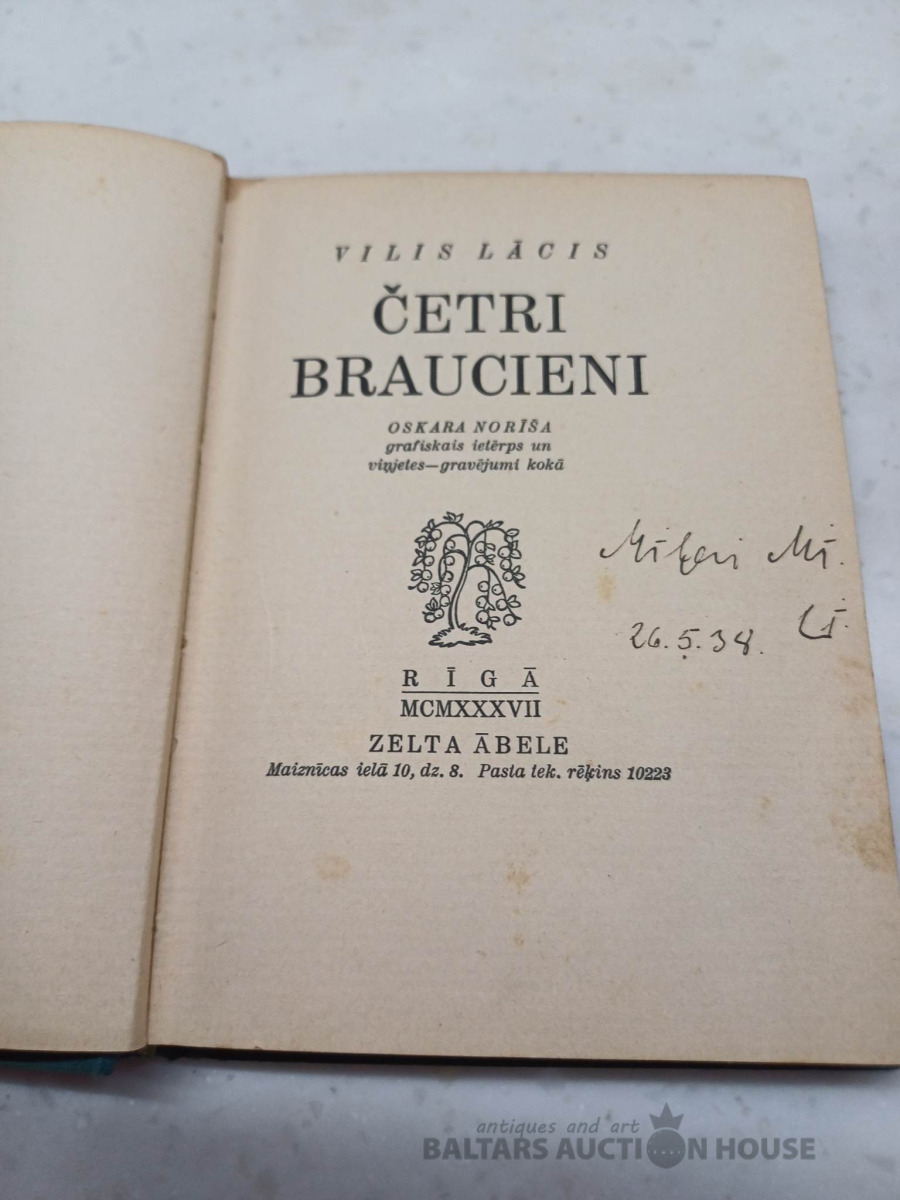 VILIS LĀCIS
ČETRI
BRAUCIENI
OSKARA NORĪŠA
grafiskais ietērps un
viņjetes—gravējumi kokā
26.5.38.
RĪGĀ
MCMXXXVII
ZELTA ĀBELE
Maiznīcas ielā 10, dz. 8. Pasta tek. rēķins 10223
antiques and art
BALTARS AUCTION HOUSE